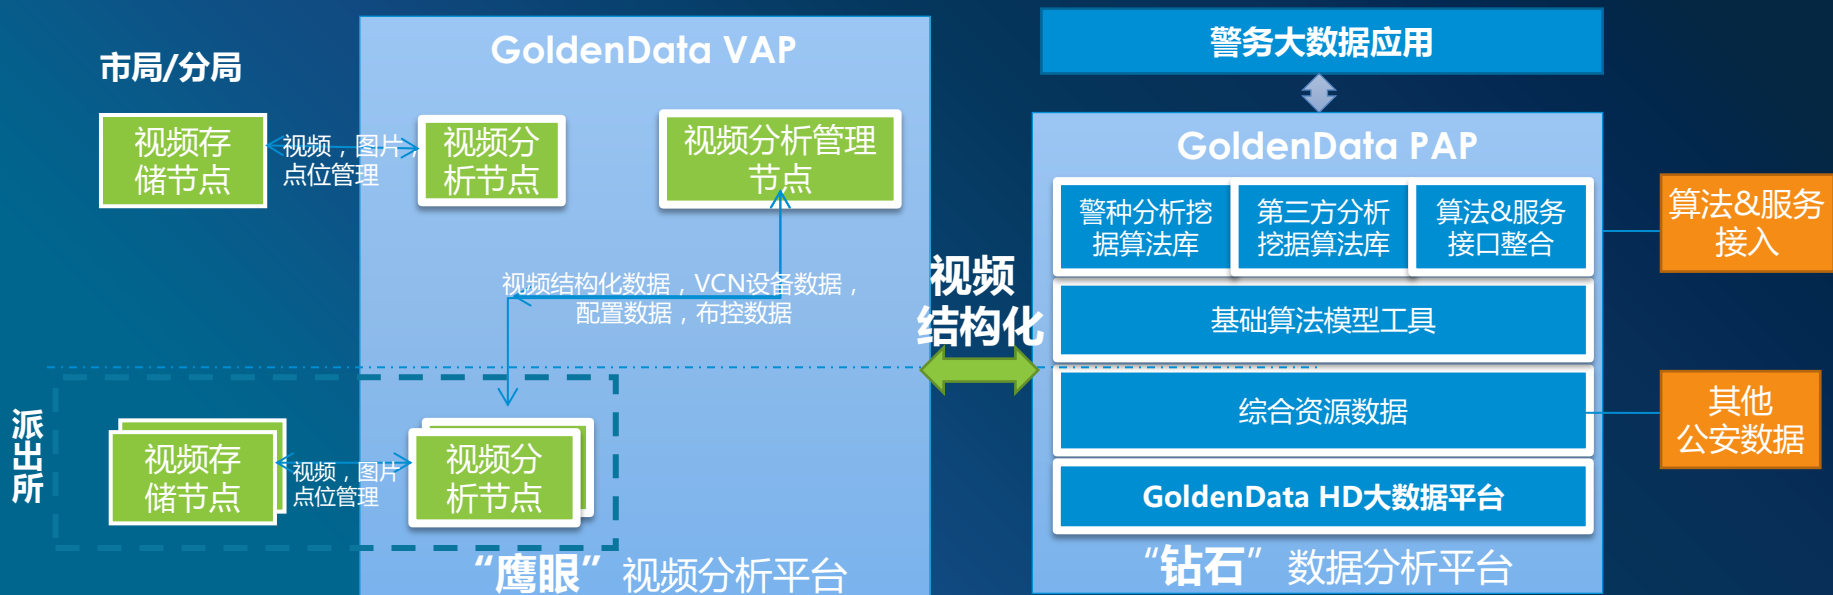 市局/分局
GoldenData VAP
视频存
储节点
视频，图片，
点位管理
视频分
析节点
视频分析管理
节点
视频结构化数据，VCN设备数据，
配置数据，布控数据
派出所
视频存
储节点
视频，图片
点位管理
视频分
析节点
“鹰眼” 视频分析平台
视频
结构化
警务大数据应用
GoldenData PAP
警种分析挖
据算法库
第三方分析
挖据算法库
算法&服务
接口整合
基础算法模型工具
综合资源数据
GoldenData HD大数据平台
“钻石” 数据分析平台
算法&服务
接入
其他
公安数据